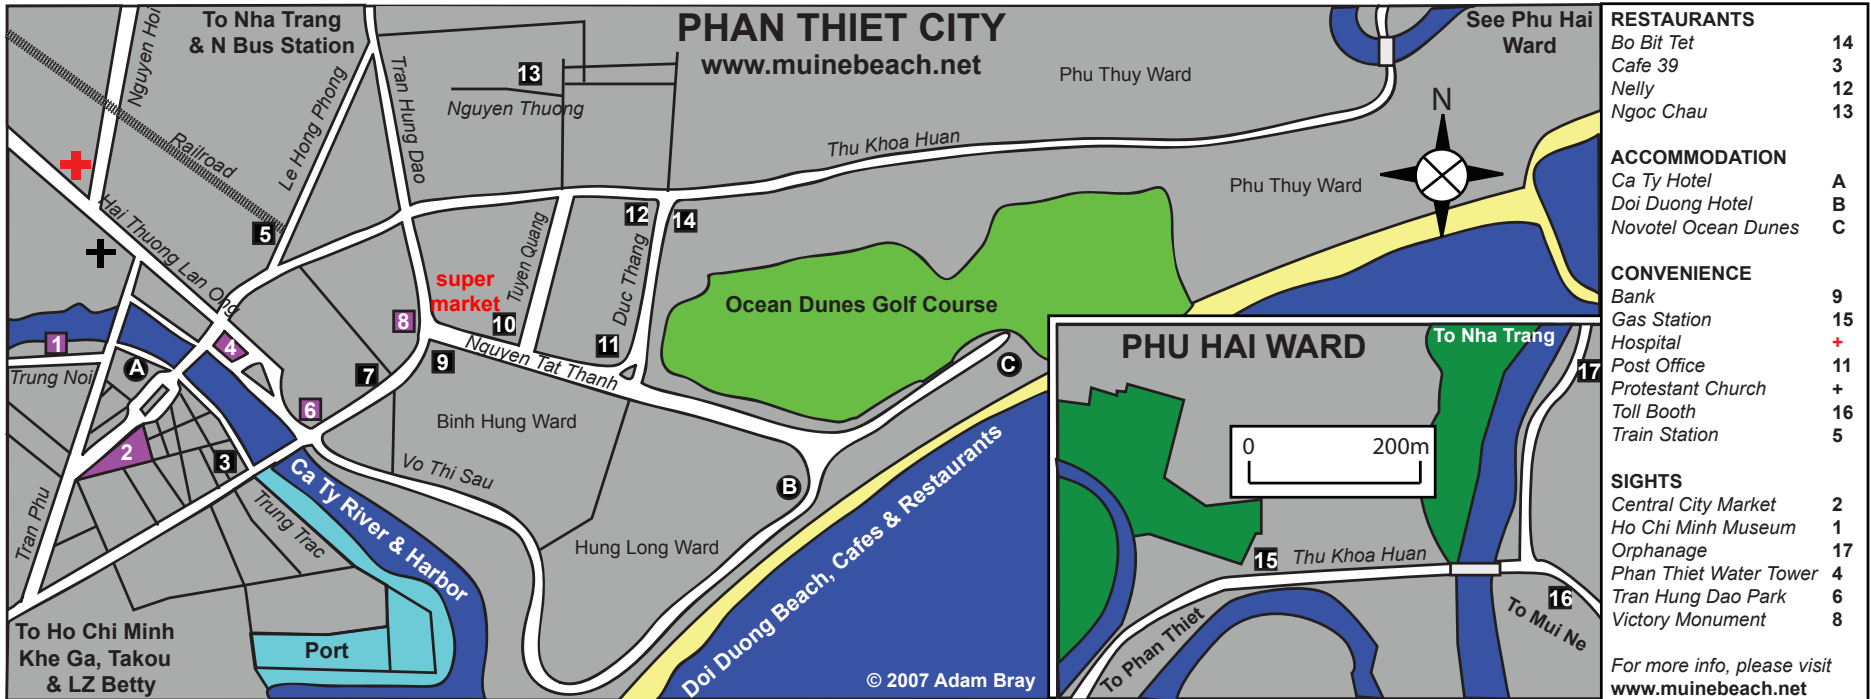 PHAN THIET CITY
www.muinebeach.net
To Nha Trang
& N Bus Station
See Phu Hai
Ward
Nguyen Hoi
Railroad
Le Hong Phong
Tran Hung Dao
13
Nguyen Thuong
Phu Thuy Ward
Thu Khoa Huan
Phu Thuy Ward
N
Hai Thuong Lan Ong
5
12
14
super
market
Tuyen Quang
Duc Thang
Ocean Dunes Golf Course
1
4
8
10
11
Nguyen Tat Thanh
9
A
7
C
Trung Noi
6
2
3
Binh Hung Ward
Vo Thi Sau
B
Tran Phu
Trung Trac
Ca Ty River & Harbor
Hung Long Ward
Doi Duong Beach, Cafes & Restaurants
To Ho Chi Minh
Khe Ga, Takou
& LZ Betty
Port
© 2007 Adam Bray
PHU HAI WARD
To Nha Trang
17
0 200m
15
Thu Khoa Huan
16
To Phan Thiet
To Mui Ne
RESTAURANTS
Bo Bit Tet 14
Cafe 39 3
Nelly 12
Ngoc Chau 13
ACCOMMODATION
Ca Ty Hotel A
Doi Duong Hotel B
Novotel Ocean Dunes C
CONVENIENCE
Bank 9
Gas Station 15
Hospital +
Post Office 11
Protestant Church +
Toll Booth 16
Train Station 5
SIGHTS
Central City Market 2
Ho Chi Minh Museum 1
Orphanage 17
Phan Thiet Water Tower 4
Tran Hung Dao Park 6
Victory Monument 8
For more info, please visit
www.muinebeach.net